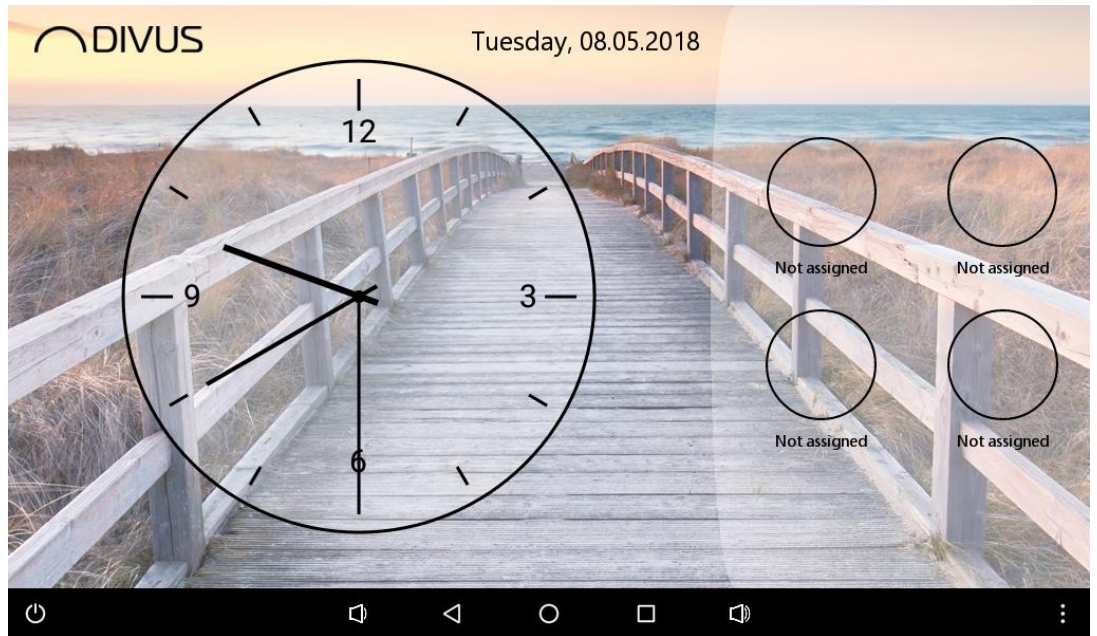 DIVUS
Tuesday, 08.05.2018
12
9
3
6
Not assigned
Not assigned
Not assigned
Not assigned